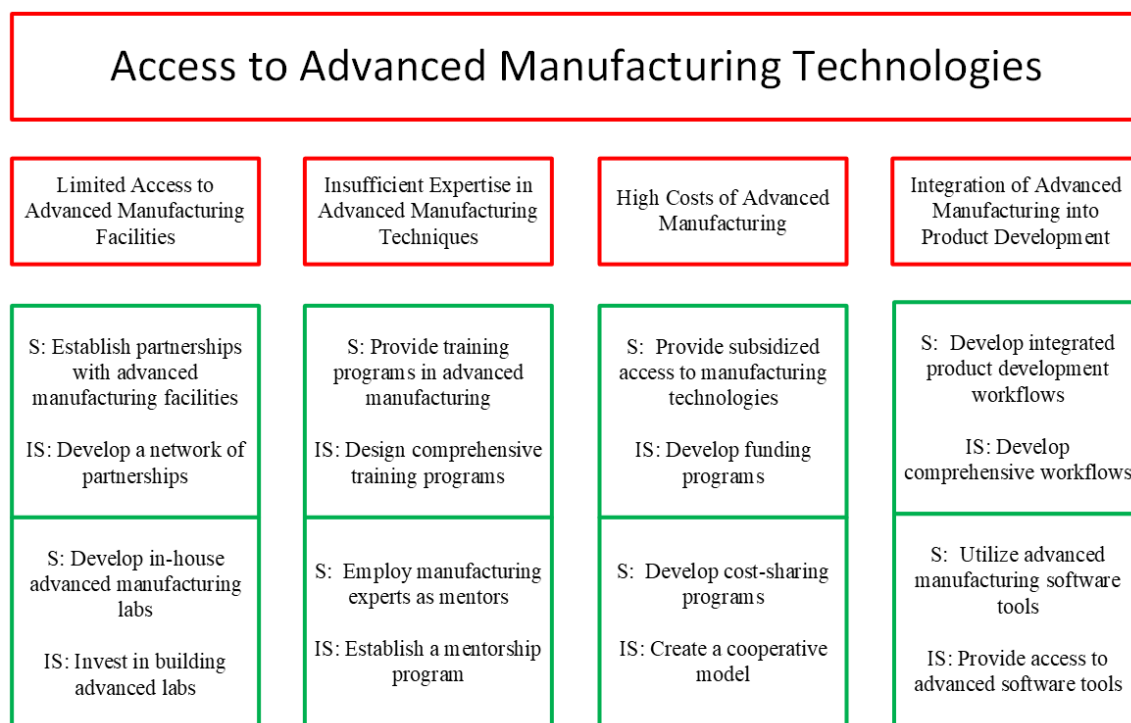 Access to Advanced Manufacturing Technologies
Limited Access to
Advanced Manufacturing
Facilities
Insufficient Expertise in
Advanced Manufacturing
Techniques
High Costs of Advanced
Manufacturing
Integration of Advanced
Manufacturing into
Product Development
S: Establish partnerships
with advanced
manufacturing facilities
IS: Develop a network of
partnerships
S: Provide training
programs in advanced
manufacturing
IS: Design comprehensive
training programs
S: Provide subsidized
access to manufacturing
technologies
IS: Develop funding
programs
S: Develop integrated
product development
workflows
IS: Develop
comprehensive workflows
S: Develop in-house
advanced manufacturing
labs
IS: Invest in building
advanced labs
S: Employ manufacturing
experts as mentors
IS: Establish a mentorship
program
S: Develop cost-sharing
programs
IS: Create a cooperative
model
S: Utilize advanced
manufacturing software
tools
IS: Provide access to
advanced software tools